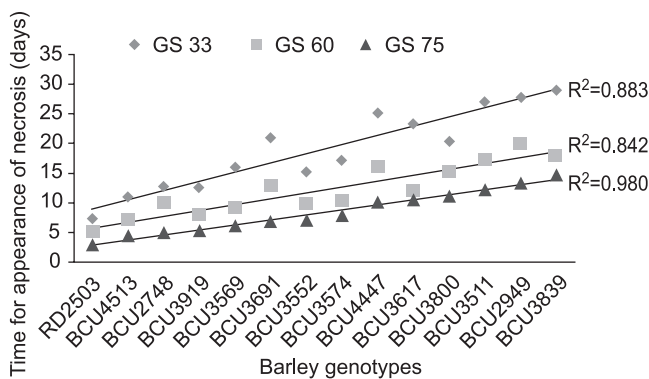 GS 33 GS 60 GS 75
Time for appearance of necrosis (days)
35
30
25
20
15
10
5
0
R²=0.883
R²=0.842
R²=0.980
RD2503
BCU4513
BCU2748
BCU3919
BCU3569
BCU3691
BCU3552
BCU3574
BCU4447
BCU3617
BCU3800
BCU3511
BCU2949
BCU3839
Barley genotypes